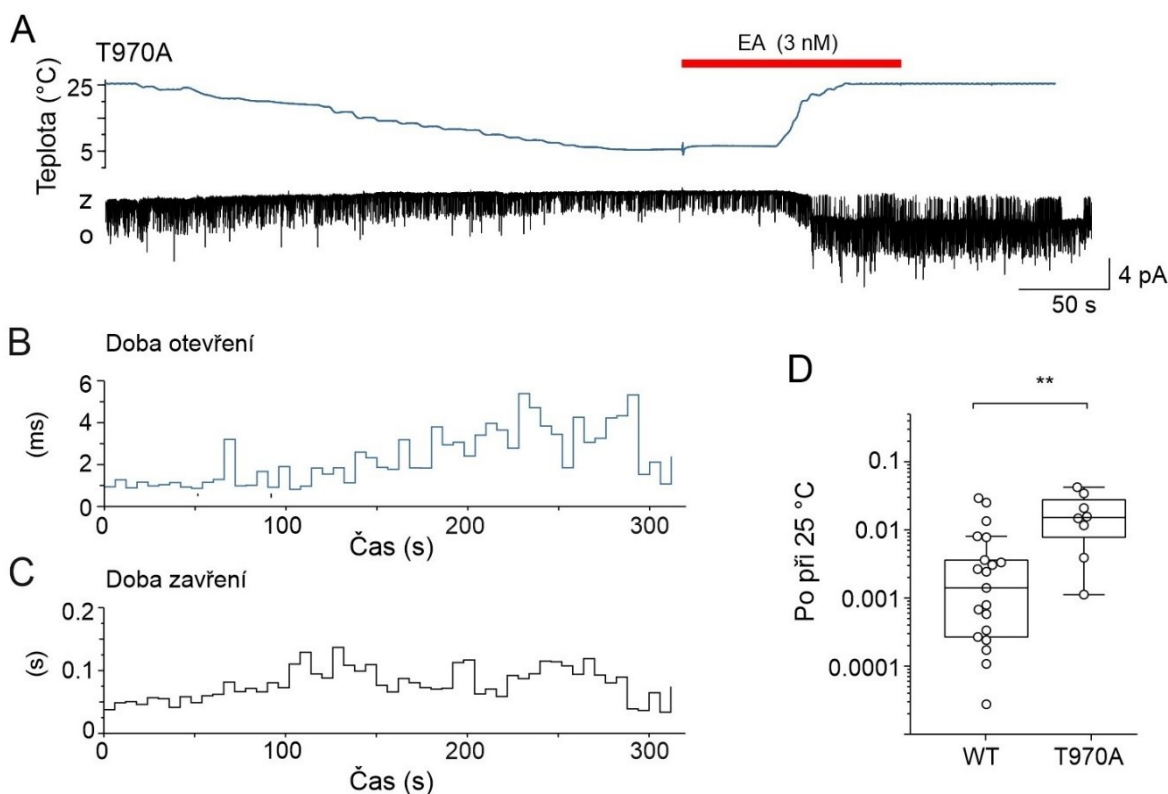 A
T970A
EA (3 nM)
Teplota (°C)
25
5
z
o
4 pA
50 s
B
Doba otevření
(ms)
6
4
2
0
0
100
200
300
Čas (s)
C
Doba zavření
(s)
0.2
0.1
0
0
100
200
300
Čas (s)
D
**
Po při 25 °C
0.1
0.01
0.001
0.0001
WT
T970A